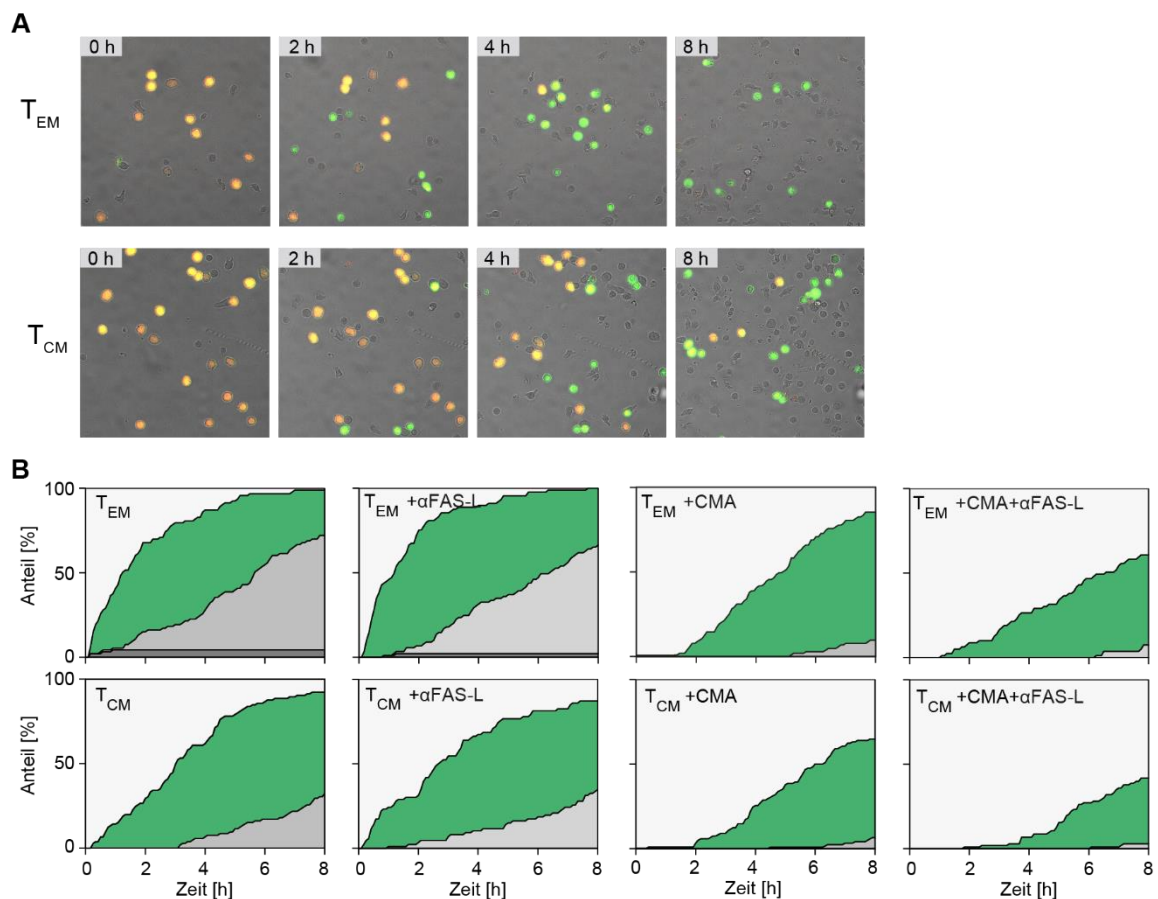 A
0 h 2 h 4 h 8 h
TEM
0 h 2 h 4 h 8 h
TCM
B
Anteil [%]
100
50
0
TEM
TEM +αFAS-L
TEM +CMA
TEM +CMA+αFAS-L
Anteil [%]
100
50
0
TCM
TCM +αFAS-L
TCM +CMA
TCM +CMA+αFAS-L
0 2 4 6 8 0 2 4 6 8 0 2 4 6 8 0 2 4 6 8
Zeit [h] Zeit [h] Zeit [h] Zeit [h]